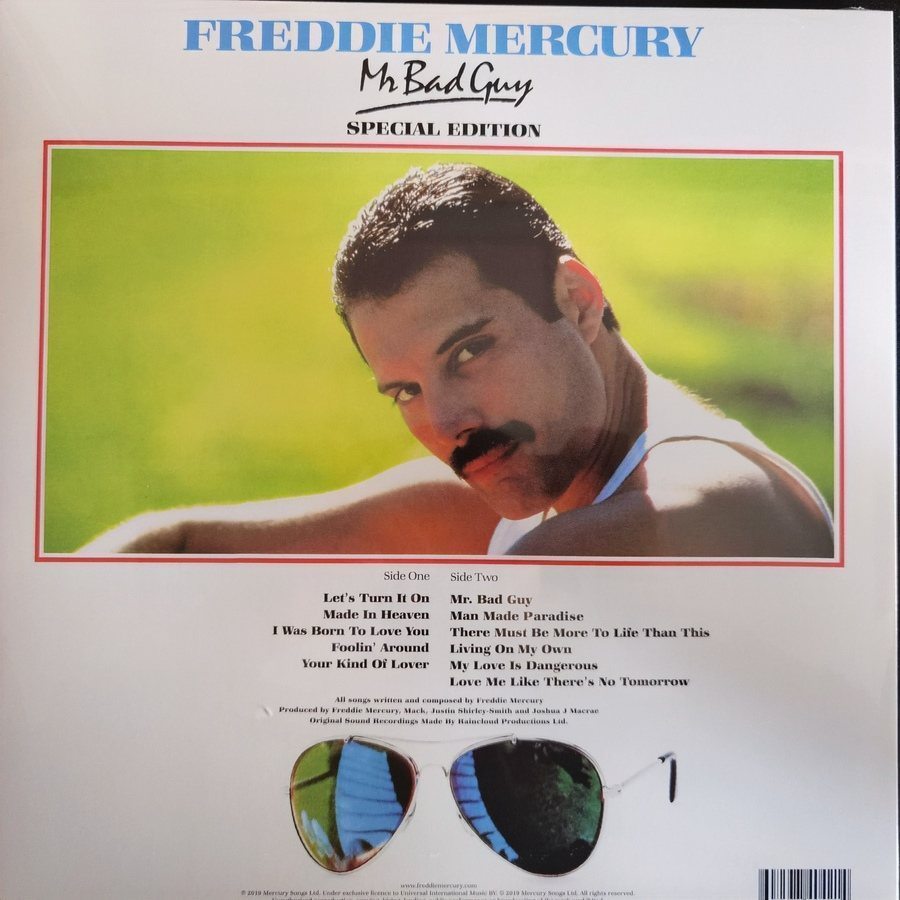 FREDDIE MERCURY
Mr Bad Guy
SPECIAL EDITION
Side One
Let's Turn It On
Made In Heaven
I Was Born To Love You
Foolin' Around
Your Kind Of Lover
Side Two
Mr. Bad Guy
Man Made Paradise
There Must Be More To Life Than This
Living On My Own
My Love Is Dangerous
Love Me Like There's No Tomorrow
All songs written and composed by Freddie Mercury
Produced by Freddie Mercury, Mack, Justin Shirley-Smith and Joshua J Macrae
Original Sound Recordings Made By Raincloud Productions Ltd.
www.freddiemercury.com
© 2019 Mercury Songs Ltd. Under exclusive licence to Universal International Music BV. © 2019 Mercury Songs Ltd. All rights reserved.